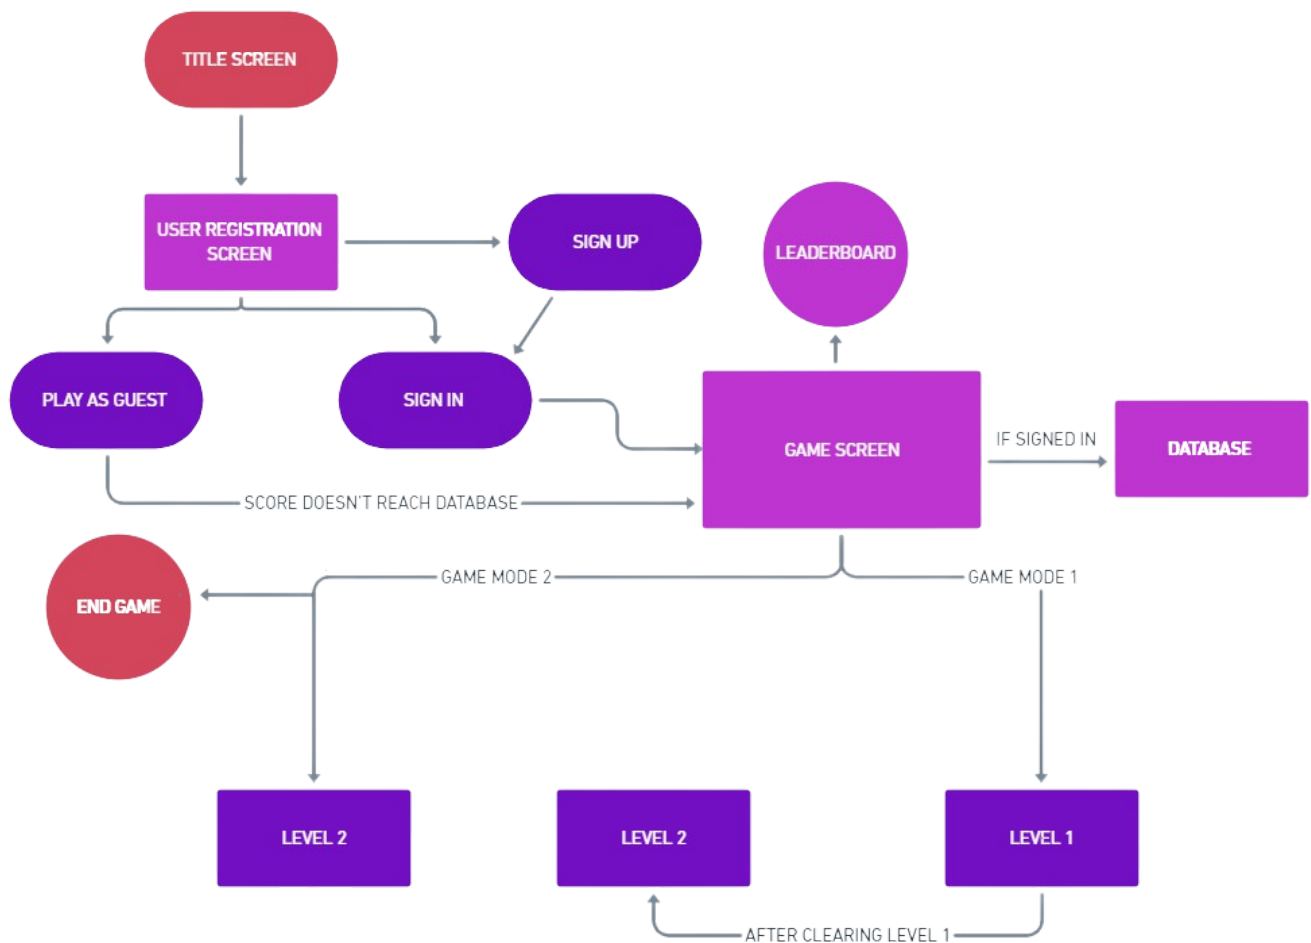 TITLE SCREEN
USER REGISTRATION
SCREEN
SIGN UP
LEADERBOARD
PLAY AS GUEST
SIGN IN
GAME SCREEN
IF SIGNED IN
DATABASE
SCORE DOESN'T REACH DATABASE
END GAME
GAME MODE 2
GAME MODE 1
LEVEL 2
LEVEL 2
LEVEL 1
AFTER CLEARING LEVEL 1